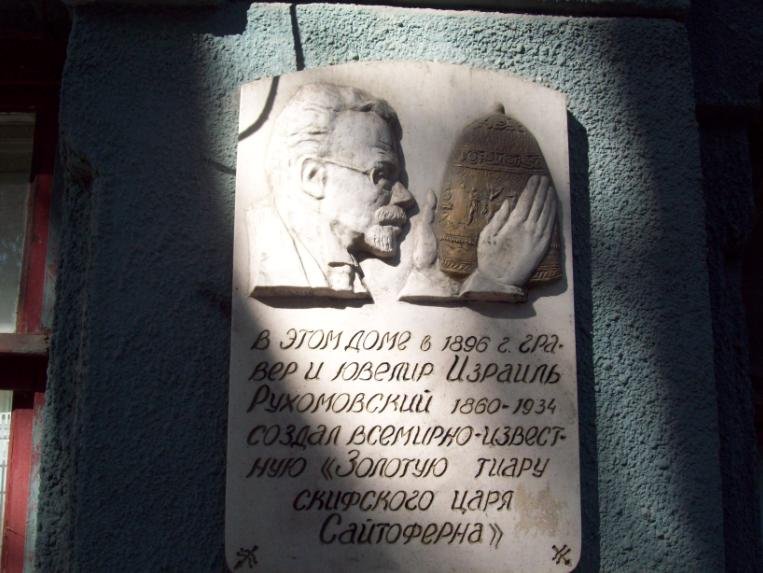 В ЭТОМ ДОМЕ в 1896 г. гра-
вер и ювелир Израиль
Рухомовский 1860-1934
создал всемирно-извест-
ную «Золотую тиару
скифского царя
Сайтоферна»